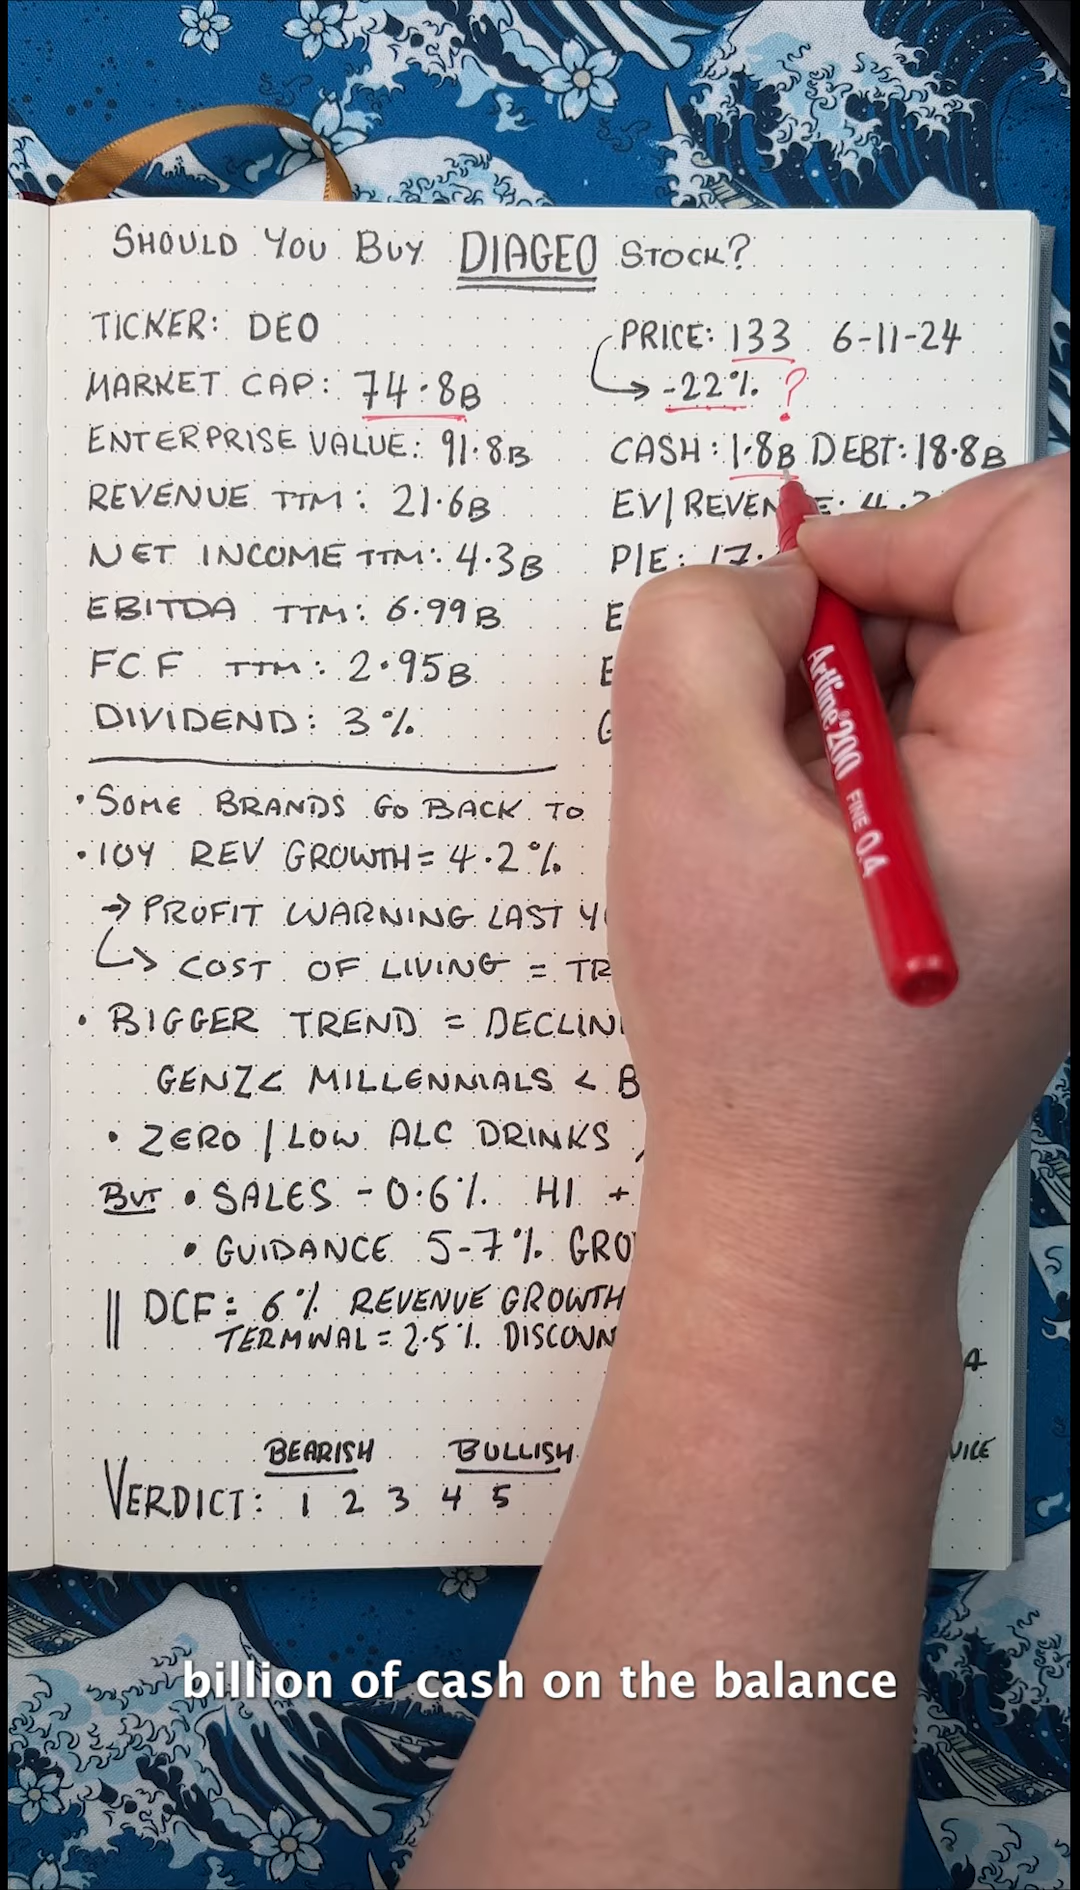 SHOULD YOU BUY DIAGEO STOCK?
TICKER: DEO
PRICE: 133 6-11-24
MARKET CAP: 74.8B
-22% ?
ENTERPRISE VALUE: 91.8B
CASH: 1.8B DEBT: 18.8B
REVENUE TTM: 21.6B
EV/REVENUE: 4.2
NET INCOME TTM: 4.3B
P/E: 17.
EBITDA TTM: 6.99B
E
FCF TTM: 2.95B
E
DIVIDEND: 3%
• SOME BRANDS GO BACK TO
• 10Y REV GROWTH = 4.2%
→ PROFIT WARNING LAST
↳ COST OF LIVING =
• BIGGER TREND =
GENZ < MILLENNIALS < B
• ZERO / LOW ALC DRINKS
BUT • SALES -0.6% H1 +
• GUIDANCE 5-7%
|| DCF: 6% REVENUE GROWTH
TERMINAL = 2.5%
BEARISH BULLISH
VERDICT: 1 2 3 4 5
Artline 200 FINE 0.4
billion of cash on the balance